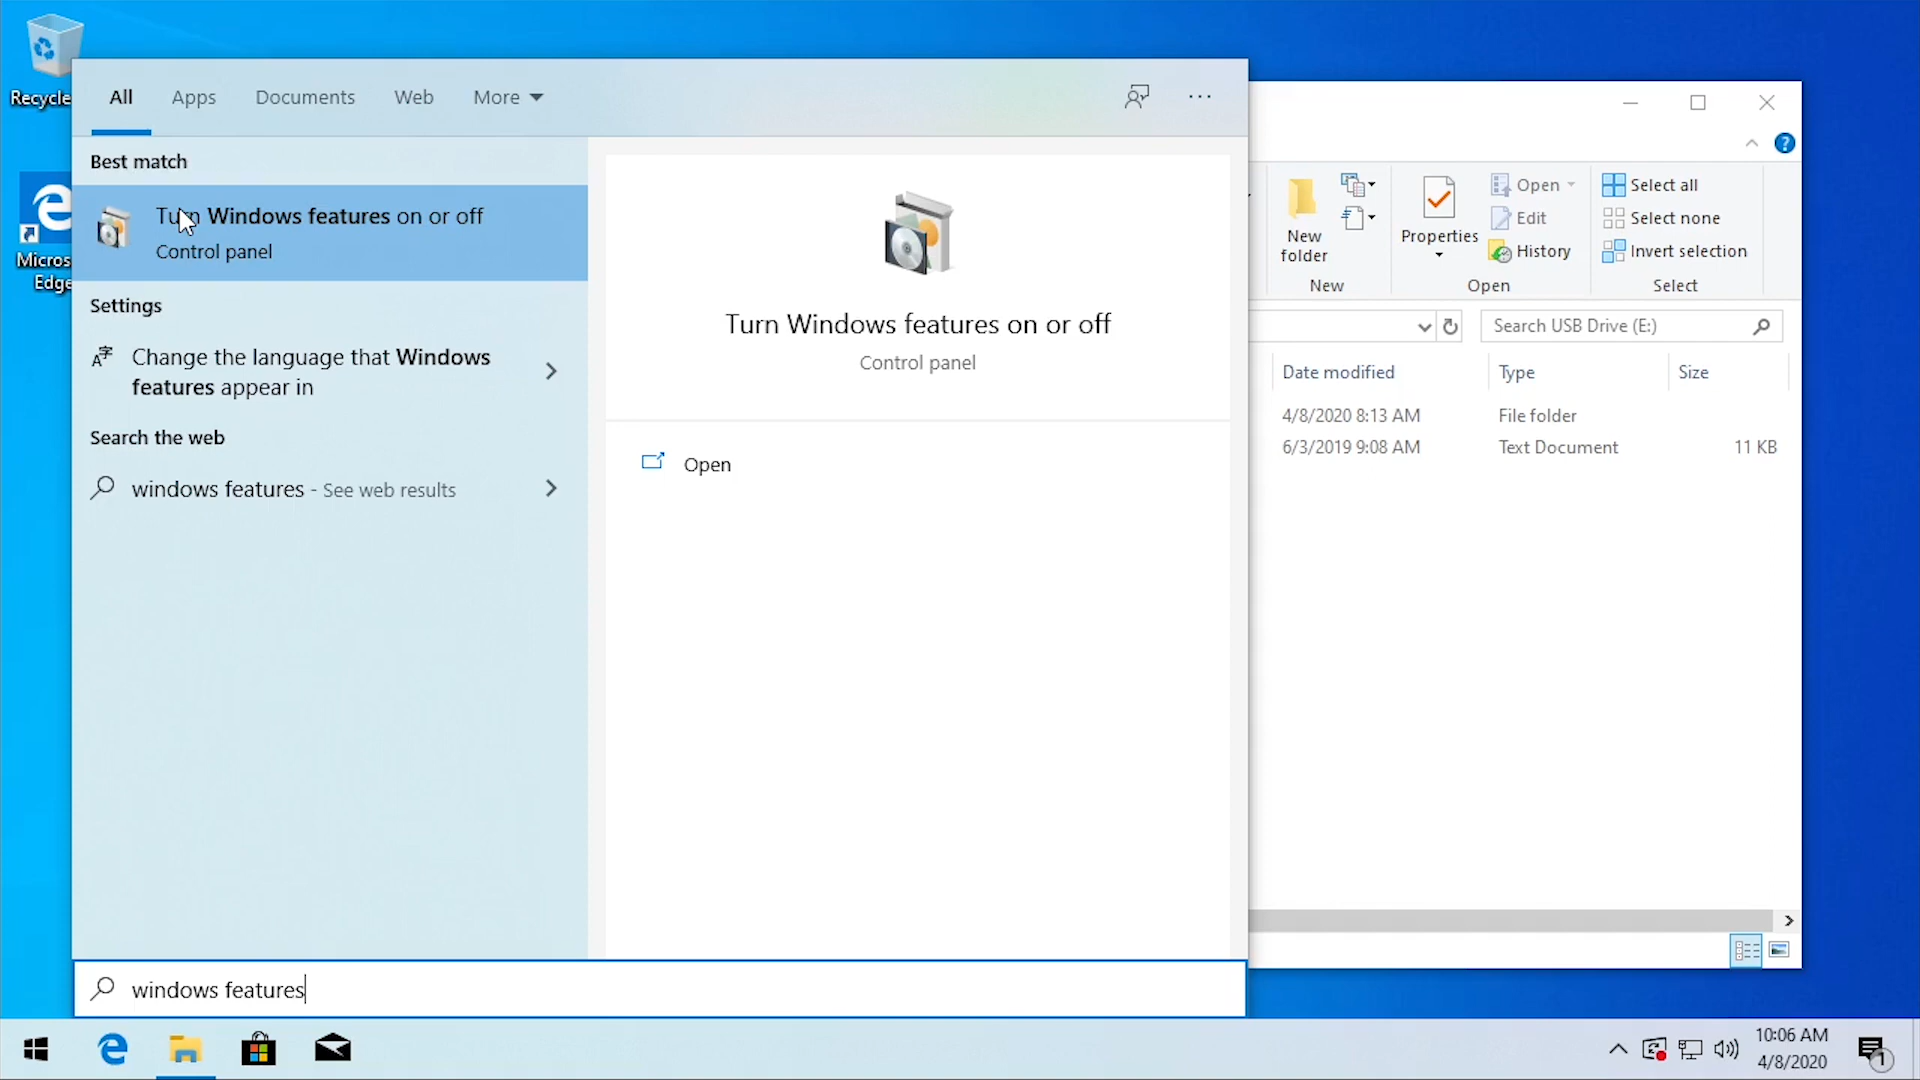 Recycle
Micros
Edge
All
Apps
Documents
Web
More
Best match
Turn Windows features on or off
Control panel
Settings
Change the language that Windows
features appear in
Search the web
windows features - See web results
Turn Windows features on or off
Control panel
Open
windows features
New
folder
New
Properties
Open
Edit
History
Open
Select all
Select none
Invert selection
Select
Search USB Drive (E:)
Date modified
Type
Size
4/8/2020 8:13 AM
File folder
6/3/2019 9:08 AM
Text Document
11 KB
10:06 AM
4/8/2020
1